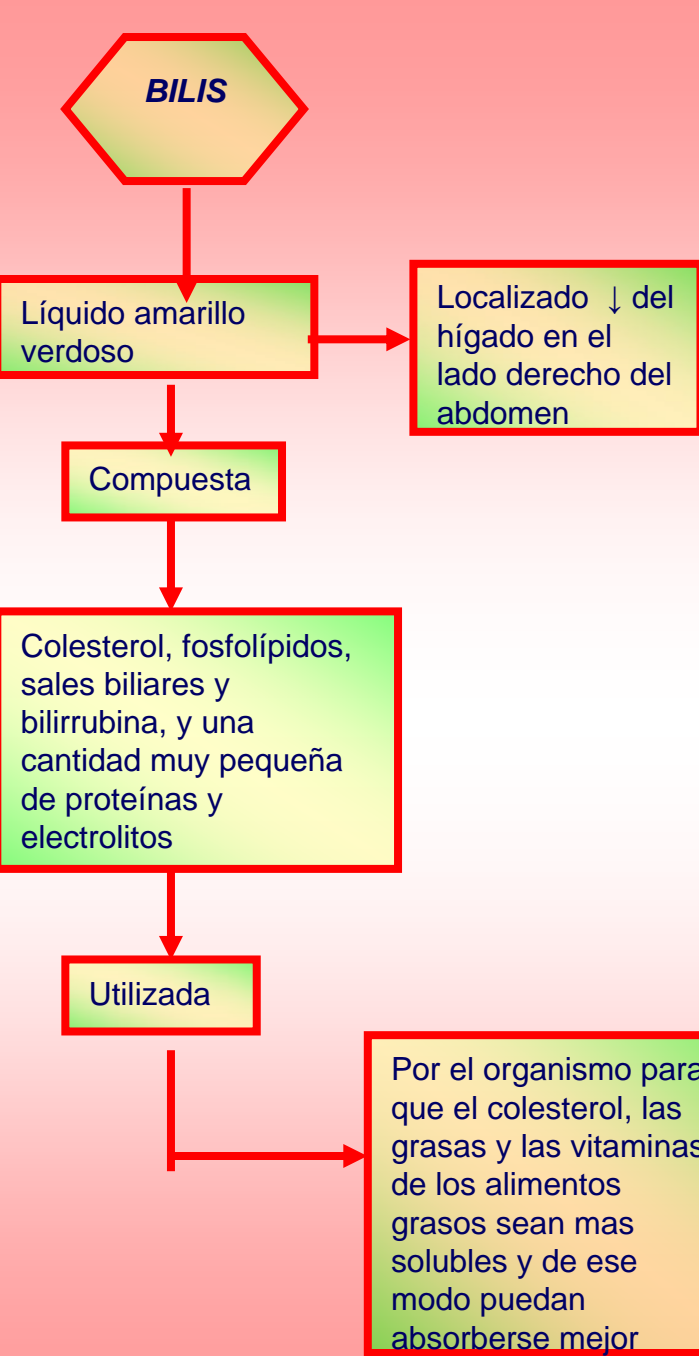 BILIS
Líquido amarillo
verdoso
Localizado ↓ del
hígado en el
lado derecho del
abdomen
Compuesta
Colesterol, fosfolípidos,
sales biliares y
bilirrubina, y una
cantidad muy pequeña
de proteínas y
electrolitos
Utilizada
Por el organismo para
que el colesterol, las
grasas y las vitaminas
de los alimentos
grasos sean mas
solubles y de ese
modo puedan
absorberse mejor